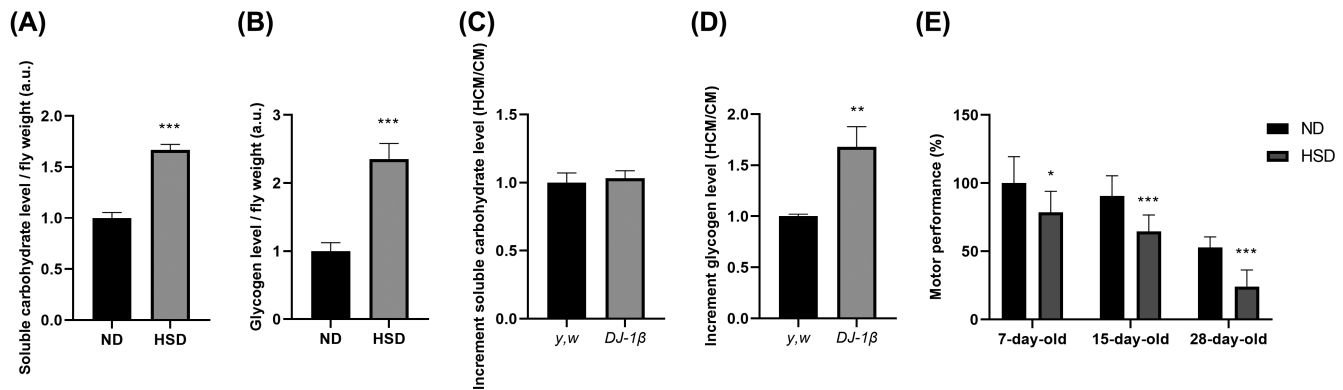 (A)
Soluble carbohydrate level / fly weight (a.u.)
2.0
1.5
1.0
0.5
0.0
***
ND
HSD
(B)
Glycogen level / fly weight (a.u.)
3
2
1
0
***
ND
HSD
(C)
Increment soluble carbohydrate level (HCM/CM)
1.5
1.0
0.5
0.0
y,w
DJ-1β
(D)
Increment glycogen level (HCM/CM)
2.0
1.5
1.0
0.5
0.0
**
y,w
DJ-1β
(E)
Motor performance (%)
150
100
50
0
*
***
***
7-day-old
15-day-old
28-day-old
ND
HSD